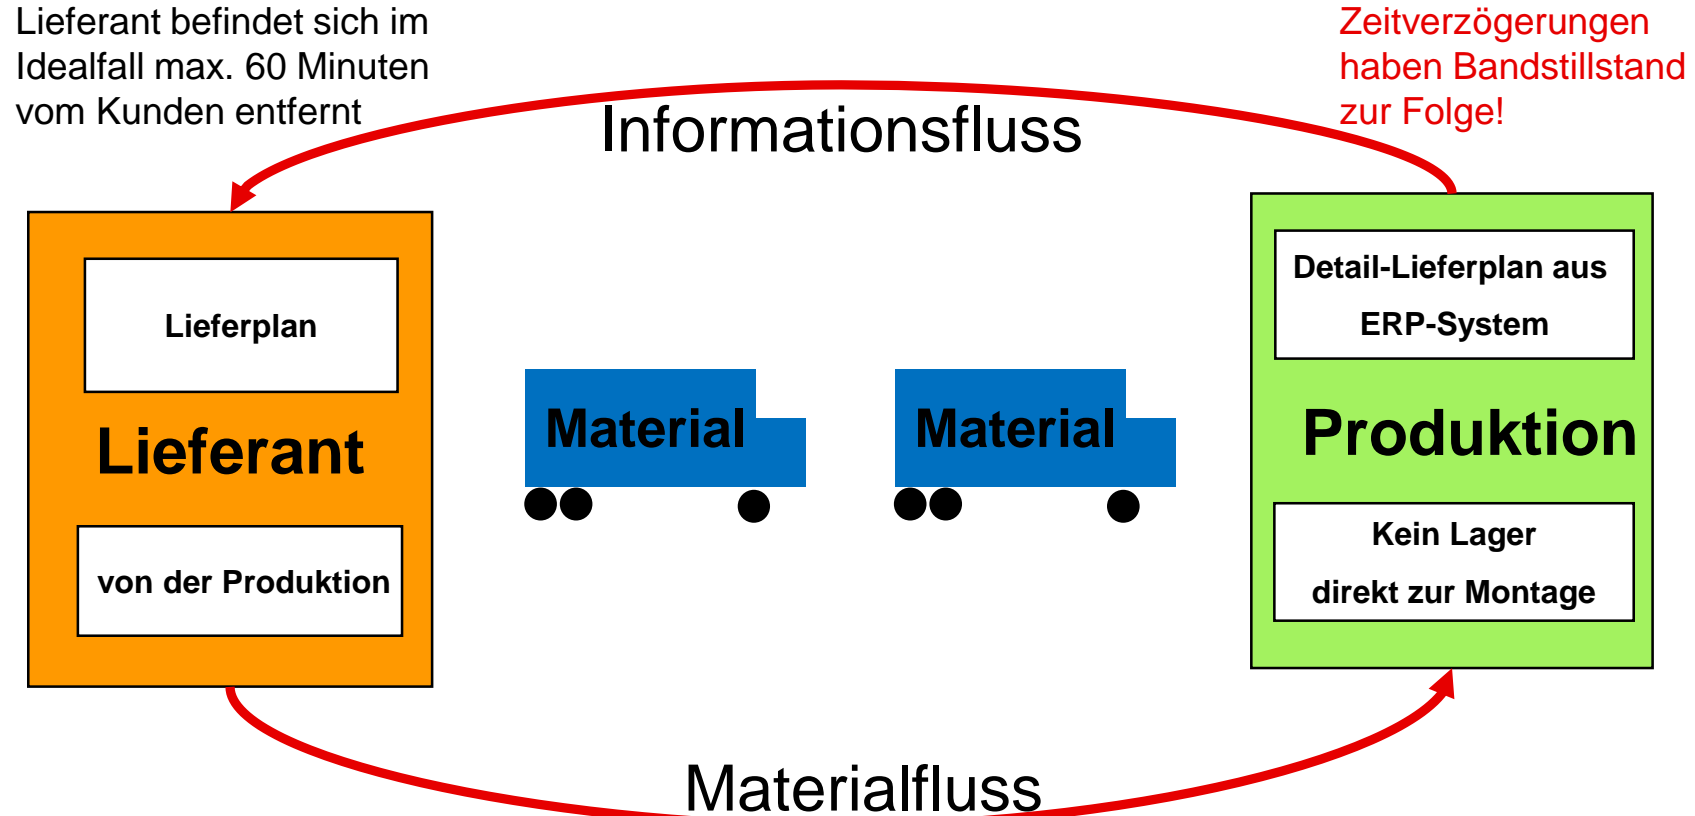 Lieferant befindet sich im
Idealfall max. 60 Minuten
vom Kunden entfernt
Zeitverzögerungen
haben Bandstillstand
zur Folge!
Informationsfluss
Lieferplan
Lieferant
von der Produktion
Material
Material
Detail-Lieferplan aus
ERP-System
Produktion
Kein Lager
direkt zur Montage
Materialfluss